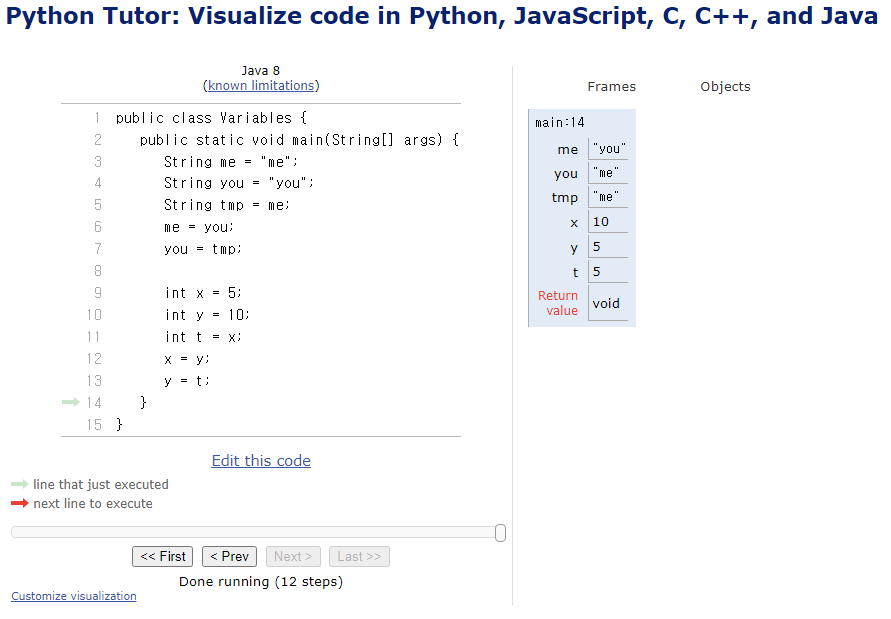 Python Tutor: Visualize code in Python, JavaScript, C, C++, and Java
Java 8
(known limitations)
1 public class Variables {
2 public static void main(String[] args) {
3 String me = "me";
4 String you = "you";
5 String tmp = me;
6 me = you;
7 you = tmp;
8
9 int x = 5;
10 int y = 10;
11 int t = x;
12 x = y;
13 y = t;
14 }
15 }
Edit this code
line that just executed
next line to execute
<< First < Prev Next > Last >>
Done running (12 steps)
Customize visualization
Frames Objects
main:14
me "you"
you "me"
tmp "me"
x 10
y 5
t 5
Return
value void